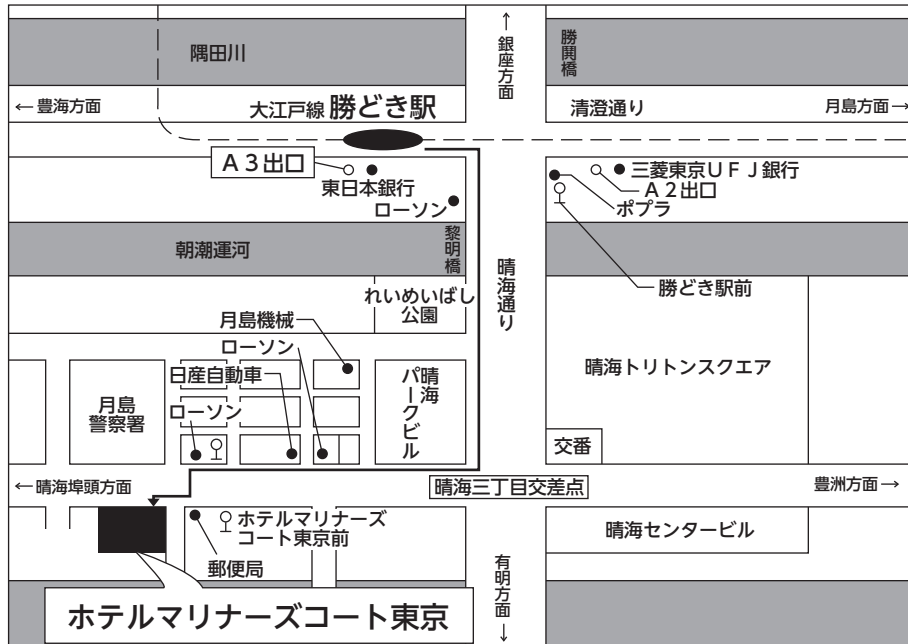 隅田川
↑銀座方面
勝鬨橋
←豊海方面
大江戸線 勝どき駅
清澄通り
月島方面→
A3出口
東日本銀行
ローソン
三菱東京UFJ銀行
A2出口
ポプラ
朝潮運河
黎明橋
晴海通り
勝どき駅前
れいめいばし
公園
月島機械
ローソン
日産自動車
ローソン
月島
警察署
晴海
パークビル
晴海トリトンスクエア
交番
←晴海埠頭方面
晴海三丁目交差点
豊洲方面→
ホテルマリナーズ
コート東京前
郵便局
晴海センタービル
有明方面↓
ホテルマリナーズコート東京